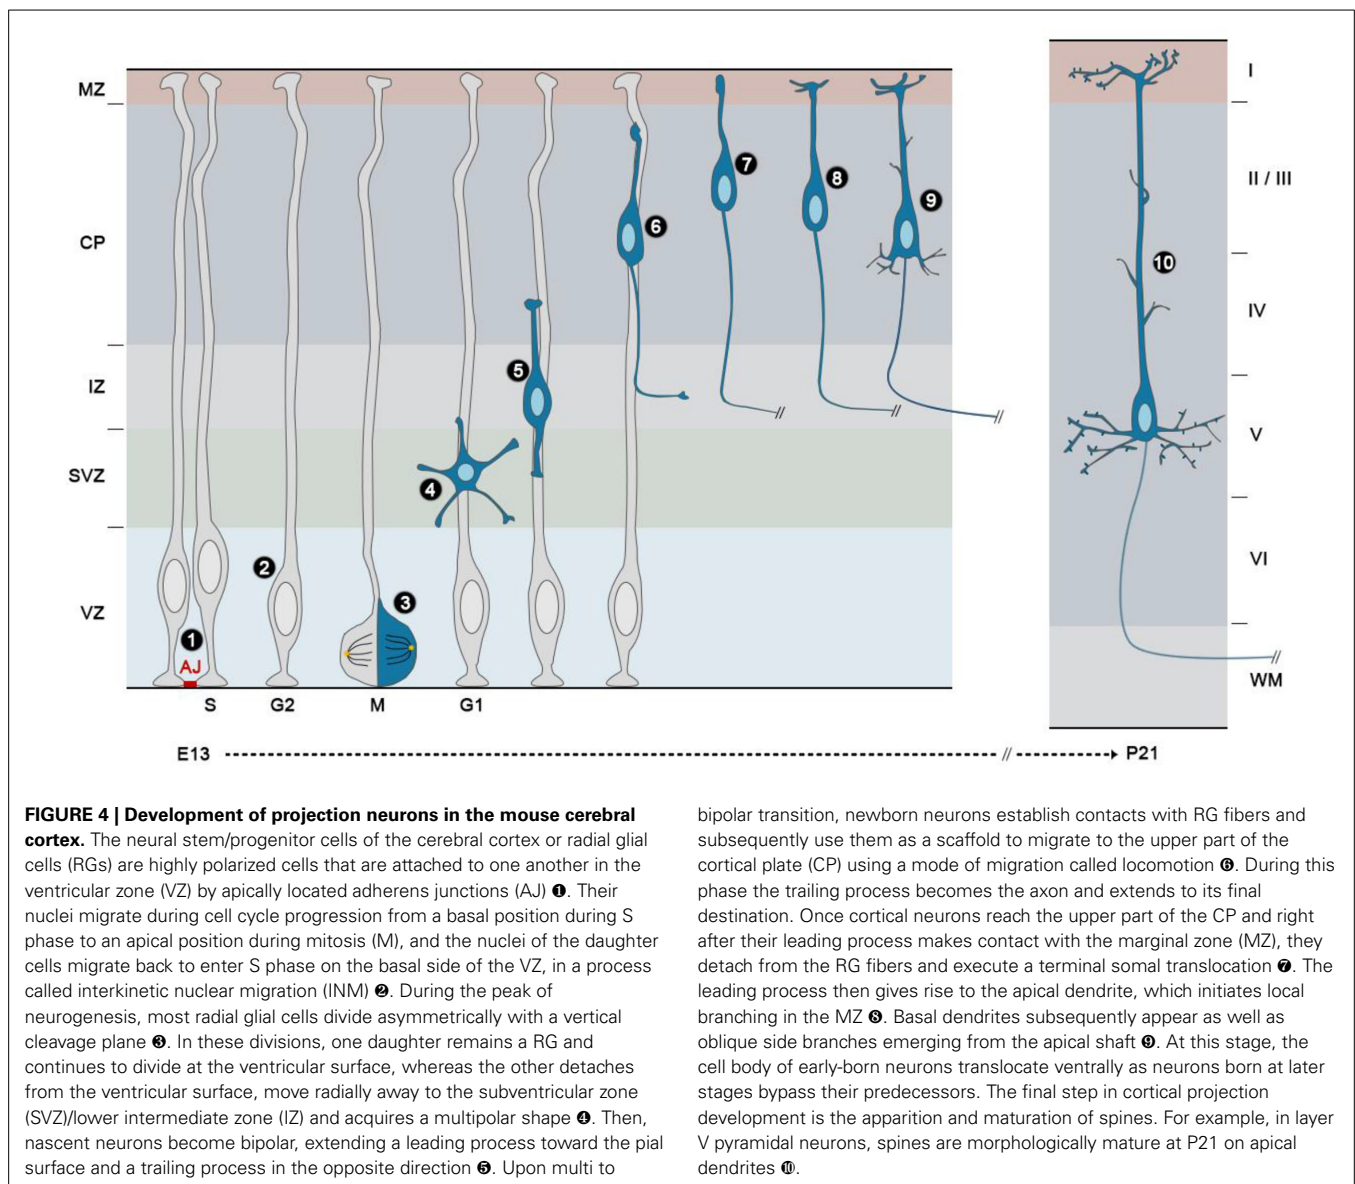 MZ
CP
IZ
SVZ
VZ
1
AJ
2
3
4
5
6
7
8
9
10
S
G2
M
G1
I
II / III
IV
V
VI
WM
E13
//
P21
FIGURE 4 | Development of projection neurons in the mouse cerebral
cortex. The neural stem/progenitor cells of the cerebral cortex or radial glial
cells (RGs) are highly polarized cells that are attached to one another in the
ventricular zone (VZ) by apically located adherens junctions (AJ) ❶. Their
nuclei migrate during cell cycle progression from a basal position during S
phase to an apical position during mitosis (M), and the nuclei of the daughter
cells migrate back to enter S phase on the basal side of the VZ, in a process
called interkinetic nuclear migration (INM) ❷. During the peak of
neurogenesis, most radial glial cells divide asymmetrically with a vertical
cleavage plane ❸. In these divisions, one daughter remains a RG and
continues to divide at the ventricular surface, whereas the other detaches
from the ventricular surface, move radially away to the subventricular zone
(SVZ)/lower intermediate zone (IZ) and acquires a multipolar shape ❹. Then,
nascent neurons become bipolar, extending a leading process toward the pial
surface and a trailing process in the opposite direction ❺. Upon multi to
bipolar transition, newborn neurons establish contacts with RG fibers and
subsequently use them as a scaffold to migrate to the upper part of the
cortical plate (CP) using a mode of migration called locomotion ❻. During this
phase the trailing process becomes the axon and extends to its final
destination. Once cortical neurons reach the upper part of the CP and right
after their leading process makes contact with the marginal zone (MZ), they
detach from the RG fibers and execute a terminal somal translocation ❼. The
leading process then gives rise to the apical dendrite, which initiates local
branching in the MZ ❽. Basal dendrites subsequently appear as well as
oblique side branches emerging from the apical shaft ❾. At this stage, the
cell body of early-born neurons translocate ventrally as neurons born at later
stages bypass their predecessors. The final step in cortical projection
development is the apparition and maturation of spines. For example, in layer
V pyramidal neurons, spines are morphologically mature at P21 on apical
dendrites ❿.